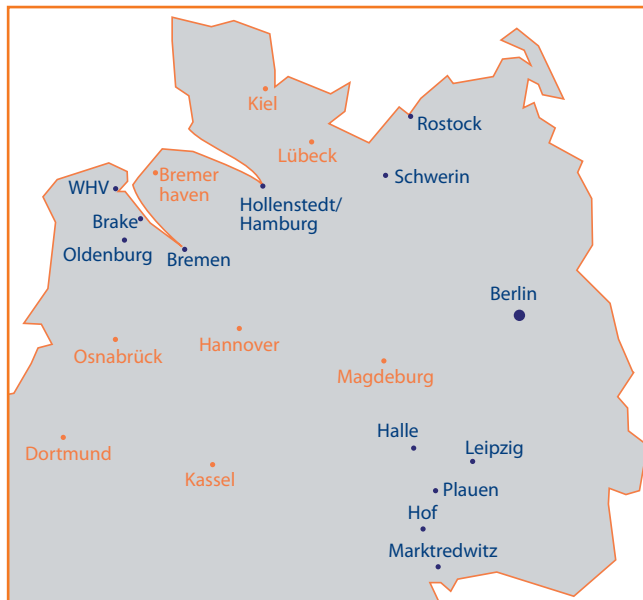 Kiel
Rostock
Lübeck
Bremer
haven
Schwerin
WHV
Hollenstedt/
Hamburg
Brake
Oldenburg
Bremen
Berlin
Hannover
Osnabrück
Magdeburg
Halle
Leipzig
Dortmund
Kassel
Plauen
Hof
Marktredwitz